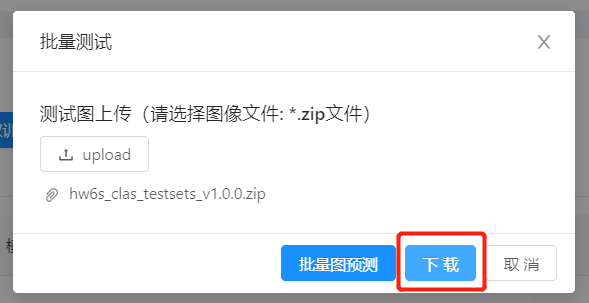 批量测试
测试图上传（请选择图像文件: *.zip文件）
upload
hw6s_clas_testsets_v1.0.0.zip
批量图预测
下 载
取 消